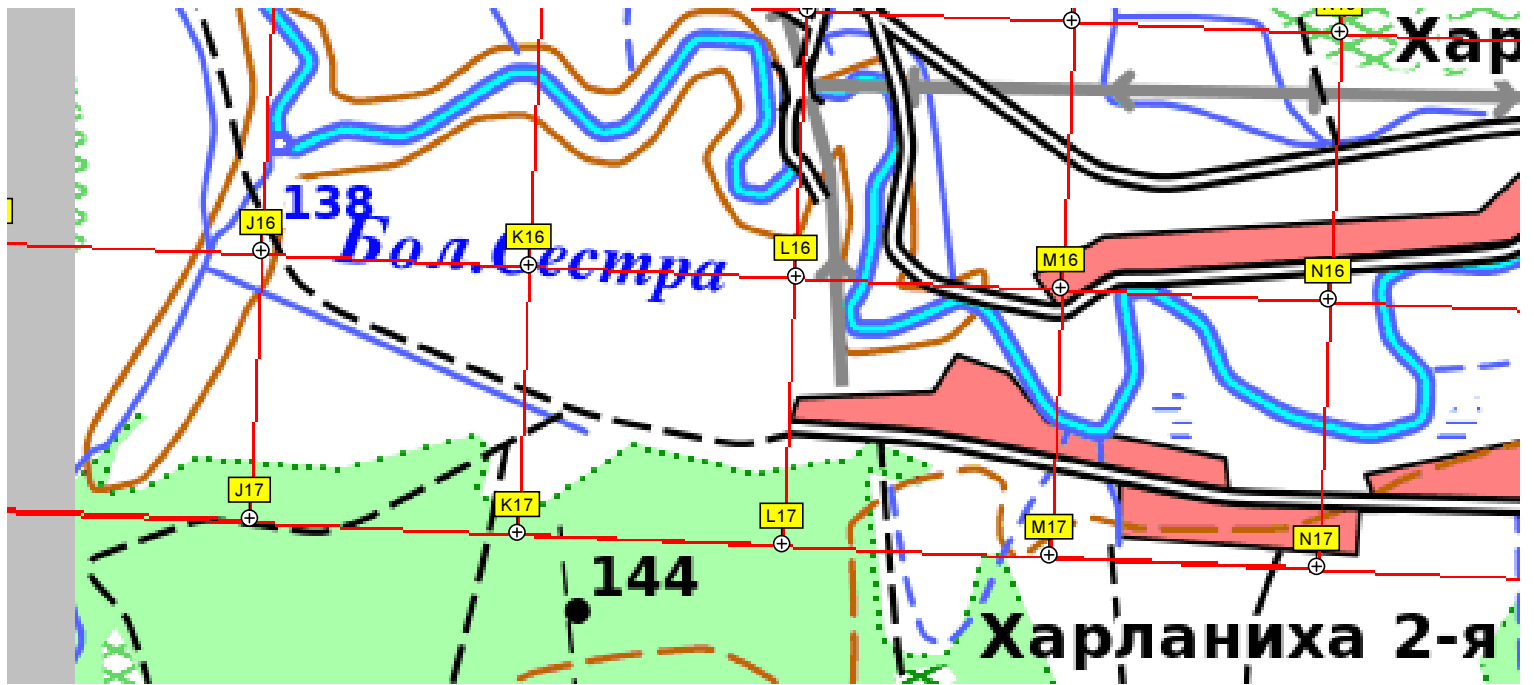 Хар
138
J16
K16
L16
M16
N16
Бол.Сестра
J17
K17
L17
M17
N17
144
Харланиха 2-я